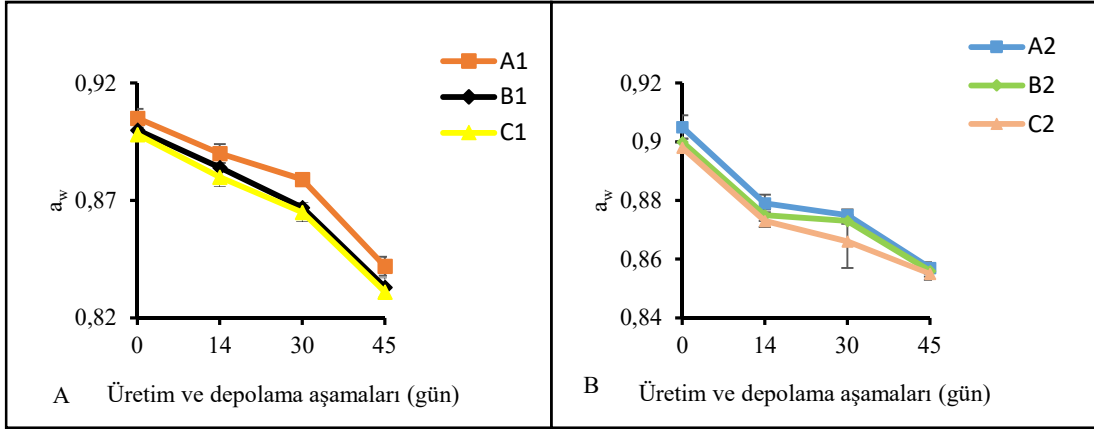 A1
B1
C1
0,92
0,87
0,82
a_w
0 14 30 45
A Üretim ve depolama aşamaları (gün)
A2
B2
C2
0,92
0,9
0,88
0,86
0,84
a_w
0 14 30 45
B Üretim ve depolama aşamaları (gün)